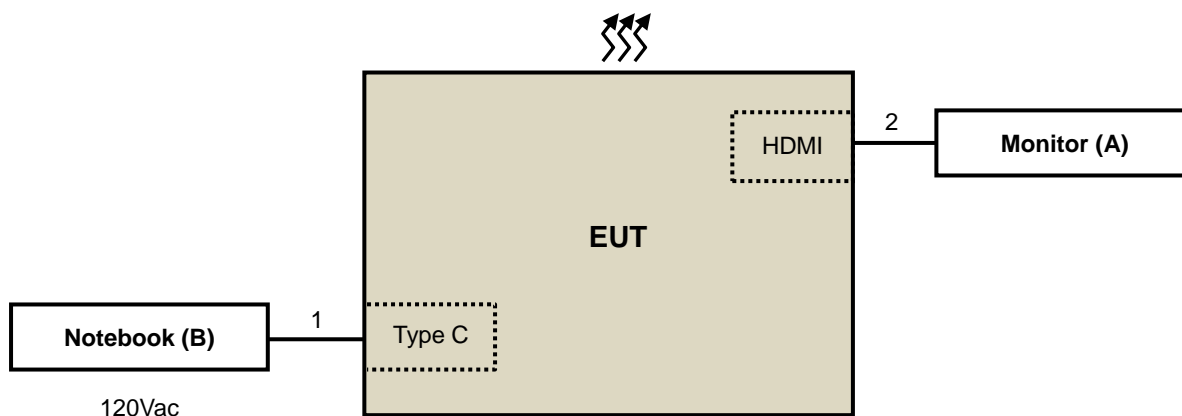 HDMI
2
Monitor (A)
EUT
Notebook (B)
1
Type C
120Vac